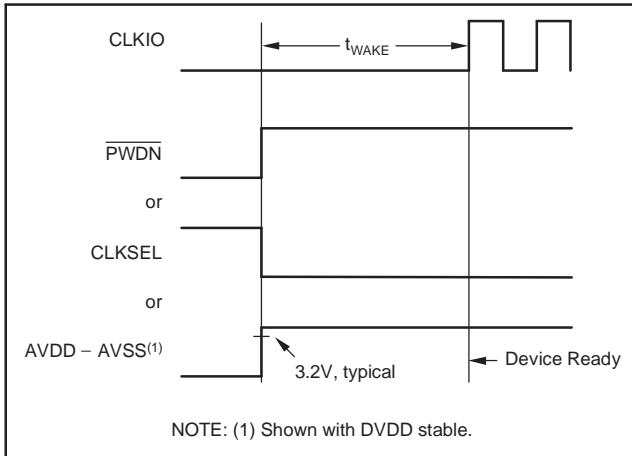 CLKIO
tWAKE
PWDN
or
CLKSEL
or
AVDD – AVSS(1)
3.2V, typical
Device Ready
NOTE: (1) Shown with DVDD stable.